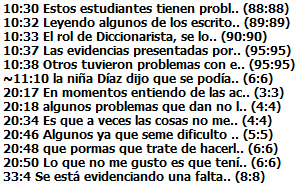 10:30 Estos estudiantes tienen probl.. (88:88)
10:32 Leyendo algunos de los escrito.. (89:89)
10:33 El rol de Diccionarista, se lo.. (90:90)
10:37 Las evidencias presentadas por.. (95:95)
10:38 Otros tuvieron problemas con e.. (95:95)
~11:10 la niña Díaz dijo que se podía.. (6:6)
20:17 En momentos entiendo de las ac.. (3:3)
20:18 algunos problemas que dan no l.. (4:4)
20:34 Es que a veces las cosas no me.. (4:4)
20:46 Algunos ya que seme dificulto .. (5:5)
20:48 que pormas que trate de hacerl.. (6:6)
20:50 Lo que no me gusto es que tení.. (6:6)
33:4 Se está evidenciando una falta.. (8:8)